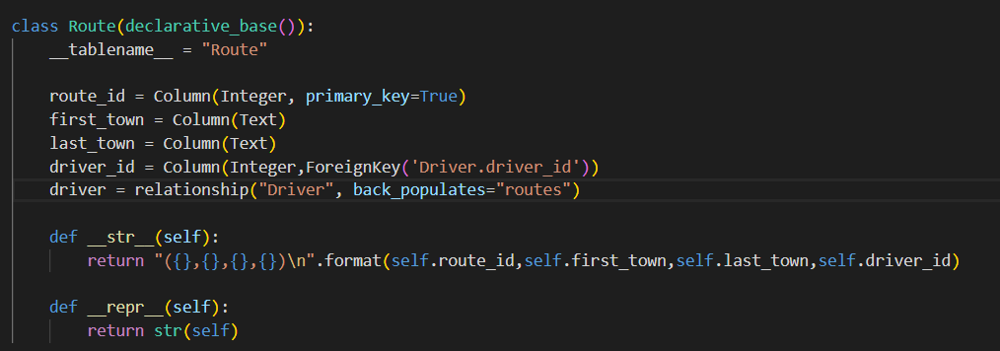 class Route(declarative_base()):
    __tablename__ = "Route"
    route_id = Column(Integer, primary_key=True)
    first_town = Column(Text)
    last_town = Column(Text)
    driver_id = Column(Integer,ForeignKey('Driver.driver_id'))
    driver = relationship("Driver", back_populates="routes")
    def __str__(self):
        return "({},{},{},{})\n".format(self.route_id,self.first_town,self.last_town,self.driver_id)
    def __repr__(self):
        return str(self)